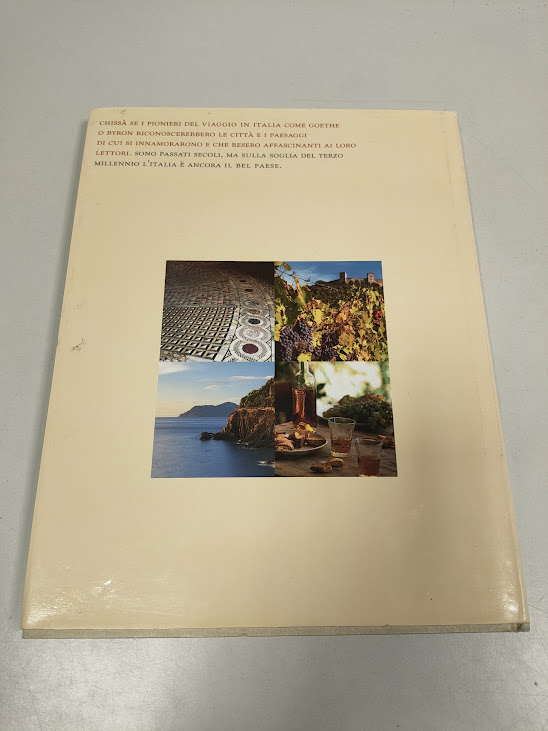 CHISSÀ SE I PIONIERI DEL VIAGGIO IN ITALIA COME GOETHE
O BYRON RICONOSCEREBBERO LE CITTÀ E I PAESAGGI
DI CUI SI INNAMORARONO E CHE RESERO AFFASCINANTI AI LORO
LETTORI. SONO PASSATI SECOLI, MA SULLA SOGLIA DEL TERZO
MILLENNIO L'ITALIA È ANCORA IL BEL PAESE.